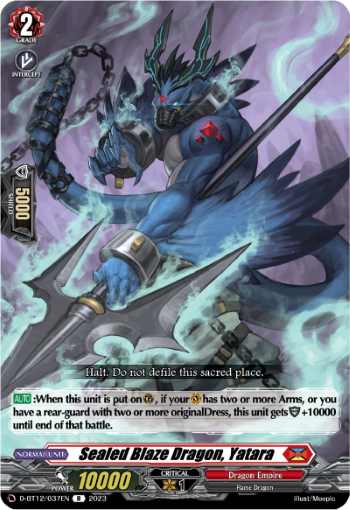 2
GRADE
INTERCEPT
5000
SHIELD
Halt. Do not defile this sacred place.
AUTO :When this unit is put on , if your has two or more Arms, or you
have a rear-guard with two or more originalDress, this unit gets +10000
until end of that battle.
NORMAL UNIT
Sealed Blaze Dragon, Yatara
POWER 10000
CRITICAL
1
Dragon Empire
Flame Dragon
D-BT12/037EN R 2023
Illust/Moopic